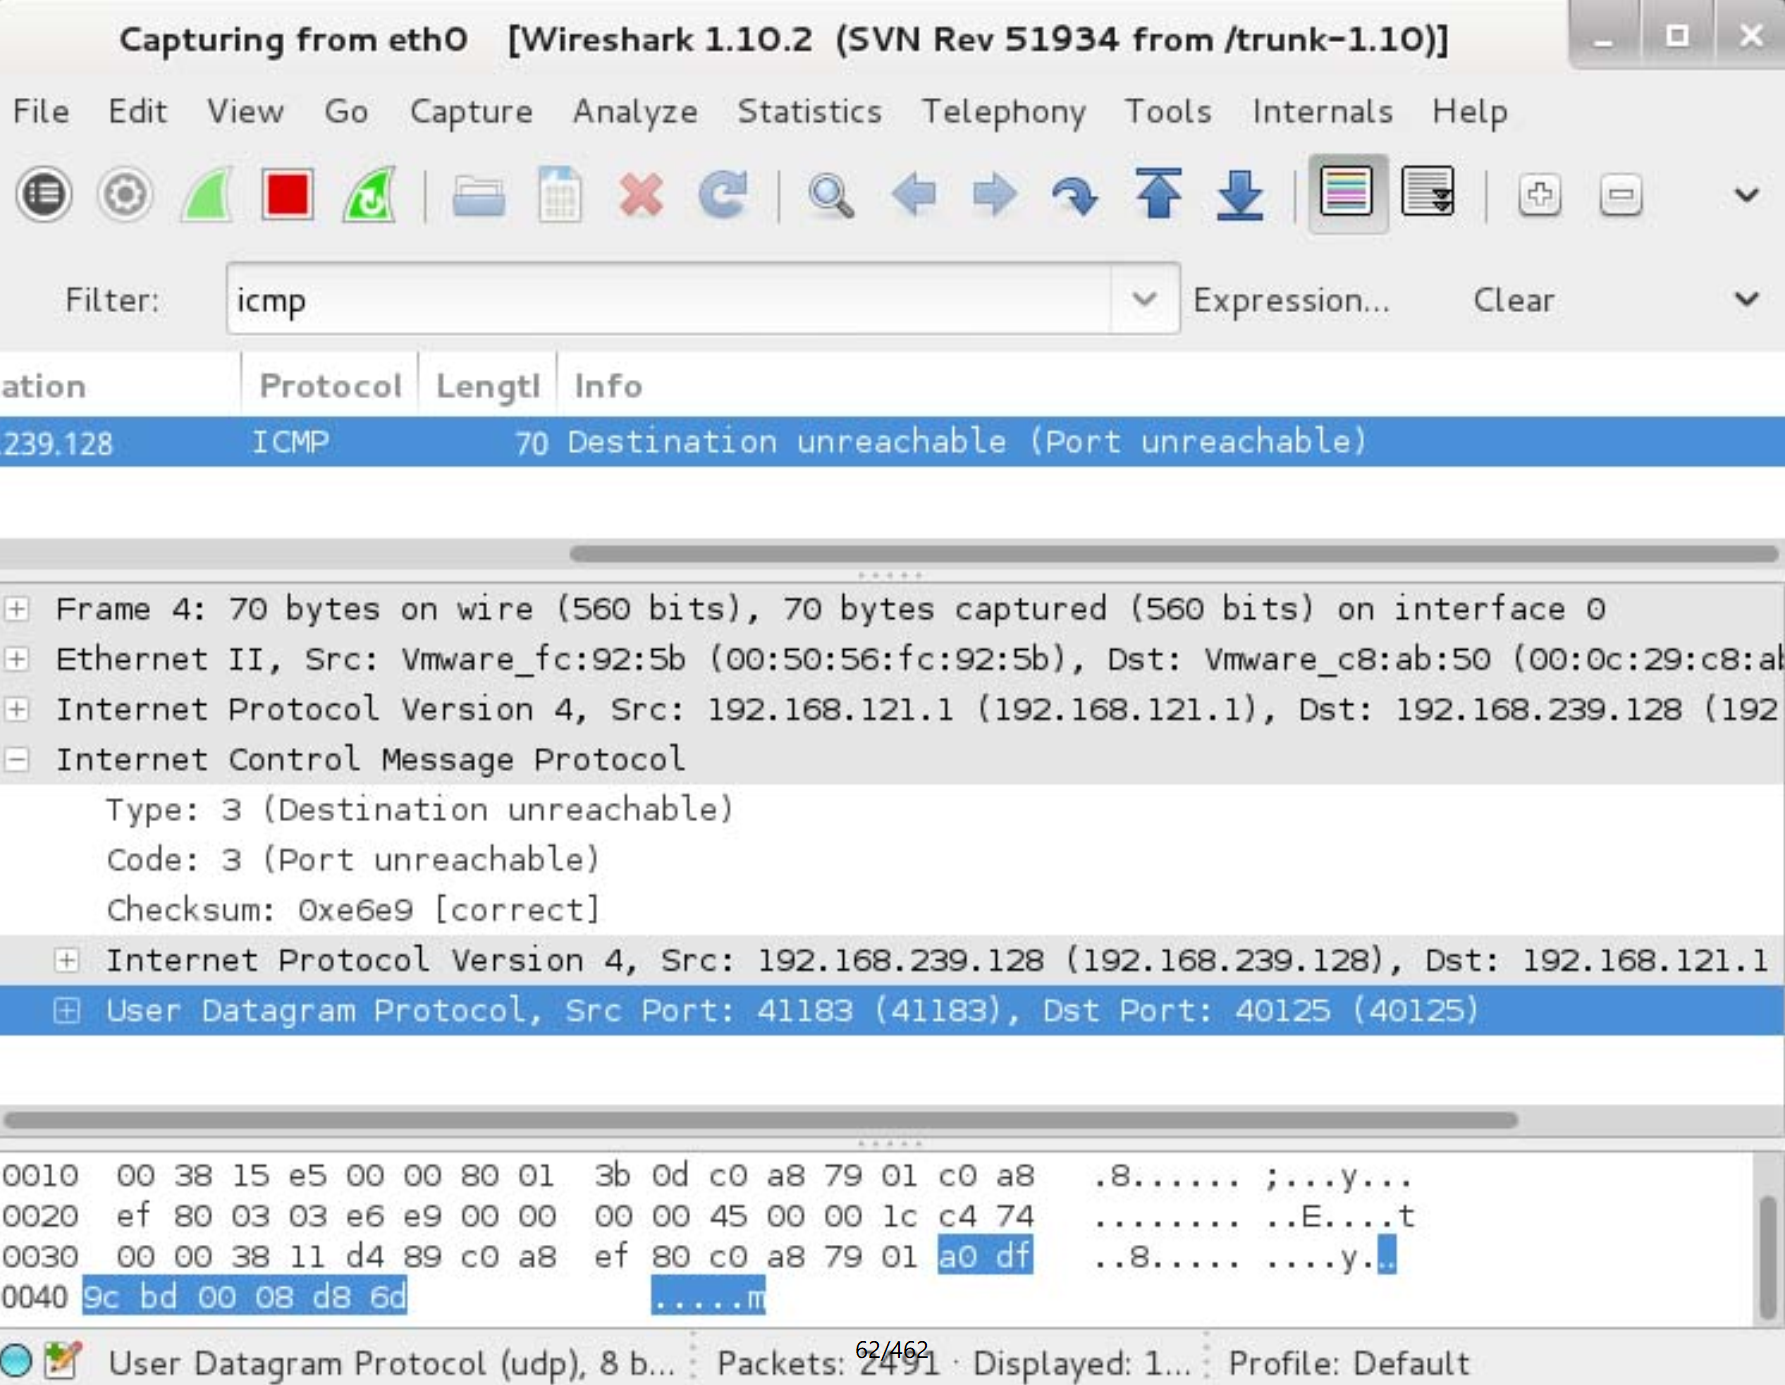 Capturing from eth0 [Wireshark 1.10.2 (SVN Rev 51934 from /trunk-1.10)]
File Edit View Go Capture Analyze Statistics Telephony Tools Internals Help
Filter: icmp Expression... Clear
ation Protocol Lengtl Info
.239.128 ICMP 70 Destination unreachable (Port unreachable)
Frame 4: 70 bytes on wire (560 bits), 70 bytes captured (560 bits) on interface 0
Ethernet II, Src: Vmware_fc:92:5b (00:50:56:fc:92:5b), Dst: Vmware_c8:ab:50 (00:0c:29:c8:ab
Internet Protocol Version 4, Src: 192.168.121.1 (192.168.121.1), Dst: 192.168.239.128 (192
Internet Control Message Protocol
Type: 3 (Destination unreachable)
Code: 3 (Port unreachable)
Checksum: 0xe6e9 [correct]
Internet Protocol Version 4, Src: 192.168.239.128 (192.168.239.128), Dst: 192.168.121.1
User Datagram Protocol, Src Port: 41183 (41183), Dst Port: 40125 (40125)
0010 00 38 15 e5 00 00 80 01 3b 0d c0 a8 79 01 c0 a8 .8...... ;...y...
0020 ef 80 03 03 e6 e9 00 00 00 00 45 00 00 1c c4 74 ........ ..E....t
0030 00 00 38 11 d4 89 c0 a8 ef 80 c0 a8 79 01 a0 df ..8..... ....y...
0040 9c bd 00 08 d8 6d .....m
User Datagram Protocol (udp), 8 b... Packets: 2491 · Displayed: 1... Profile: Default
62/462